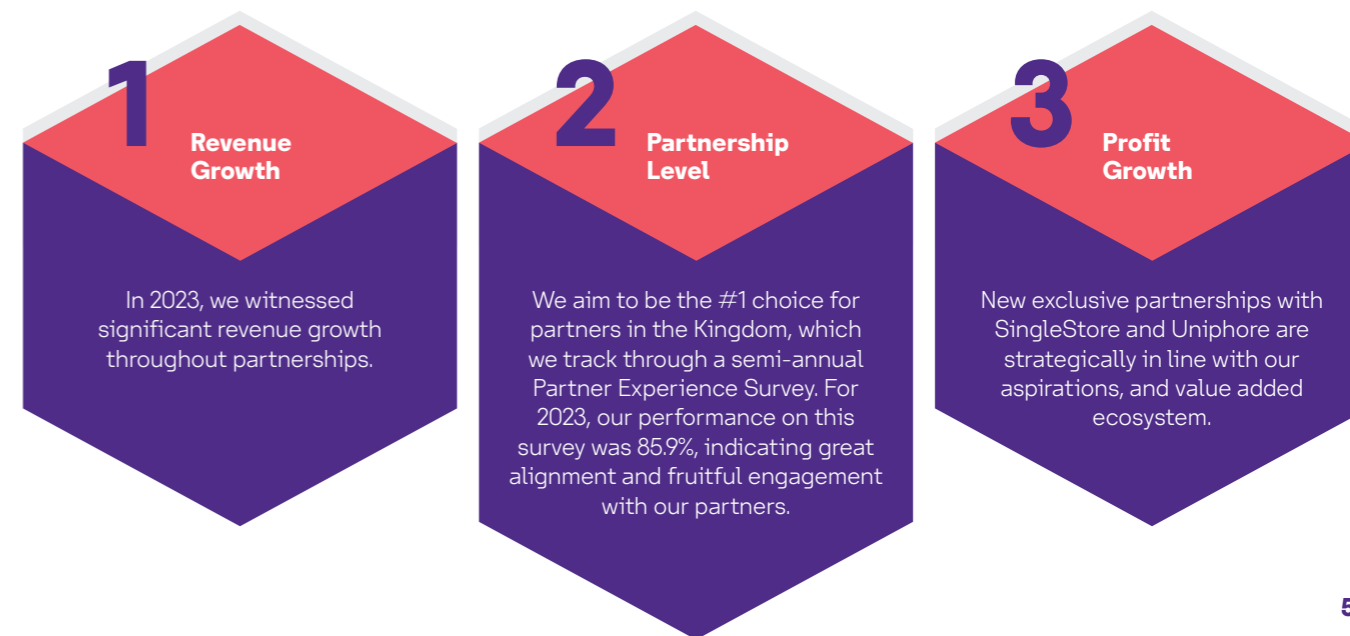 1
Revenue
Growth
In 2023, we witnessed
significant revenue growth
throughout partnerships.
2
Partnership
Level
We aim to be the #1 choice for
partners in the Kingdom, which
we track through a semi-annual
Partner Experience Survey. For
2023, our performance on this
survey was 85.9%, indicating great
alignment and fruitful engagement
with our partners.
3
Profit
Growth
New exclusive partnerships with
SingleStore and Uniphore are
strategically in line with our
aspirations, and value added
ecosystem.